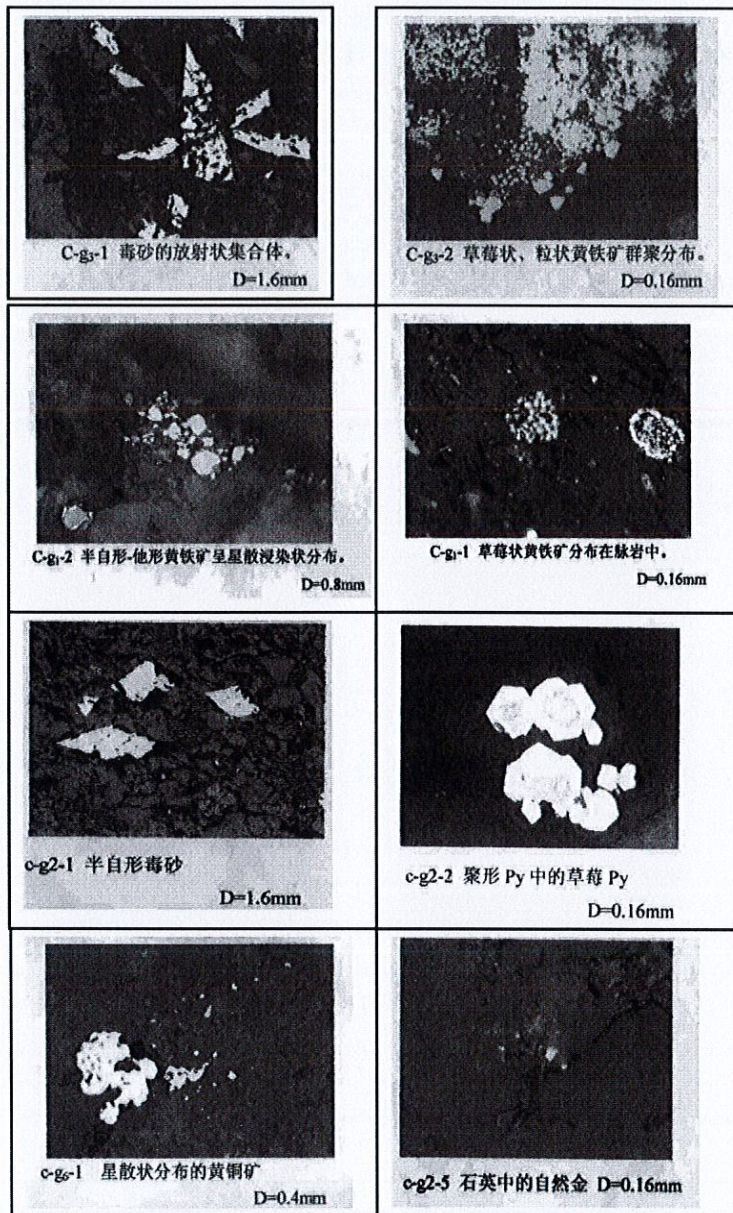 C-g₃-1 毒砂的放射状集合体。
D=1.6mm
C-g₃-2 草莓状、粒状黄铁矿群聚分布。
D=0.16mm
C-g₁-2 半自形-他形黄铁矿呈星散浸染状分布。
D=0.8mm
C-g₁-1 草莓状黄铁矿分布在脉岩中。
D=0.16mm
c-g2-1 半自形毒砂
D=1.6mm
c-g2-2 聚形 Py 中的草莓 Py
D=0.16mm
c-g₆-1 星散状分布的黄铜矿
D=0.4mm
c-g2-5 石英中的自然金 D=0.16mm